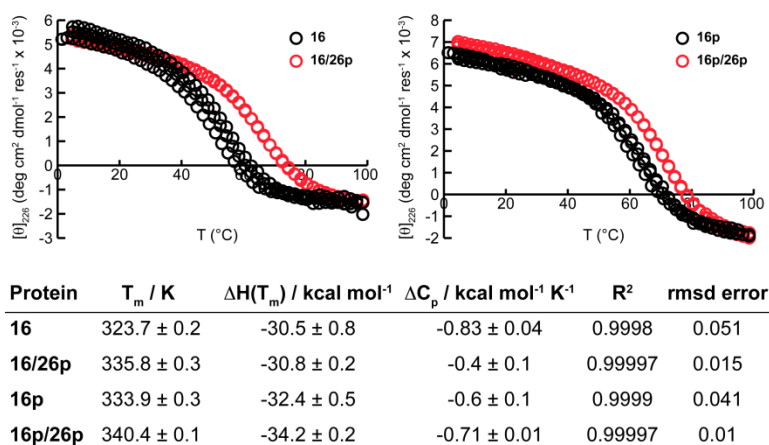 6
5
4
3
2
1
0
-1
-2
-3
20
40
100
16
16/26p
[θ]226 (deg cm² dmol⁻¹ res⁻¹ x 10⁻³)
T (°C)
8
7
6
5
4
3
2
1
0
-1
-2
0
20
40
60
80
100
16p
16p/26p
[θ]226 (deg cm² dmol⁻¹ res⁻¹ x 10⁻³)
T (°C)
Protein Tm / K ΔH(Tm) / kcal mol⁻¹ ΔCp / kcal mol⁻¹ K⁻¹ R² rmsd error
16 323.7 ± 0.2 -30.5 ± 0.8 -0.83 ± 0.04 0.9998 0.051
16/26p 335.8 ± 0.3 -30.8 ± 0.2 -0.4 ± 0.1 0.99997 0.015
16p 333.9 ± 0.3 -32.4 ± 0.5 -0.6 ± 0.1 0.9999 0.041
16p/26p 340.4 ± 0.1 -34.2 ± 0.2 -0.71 ± 0.01 0.99997 0.01